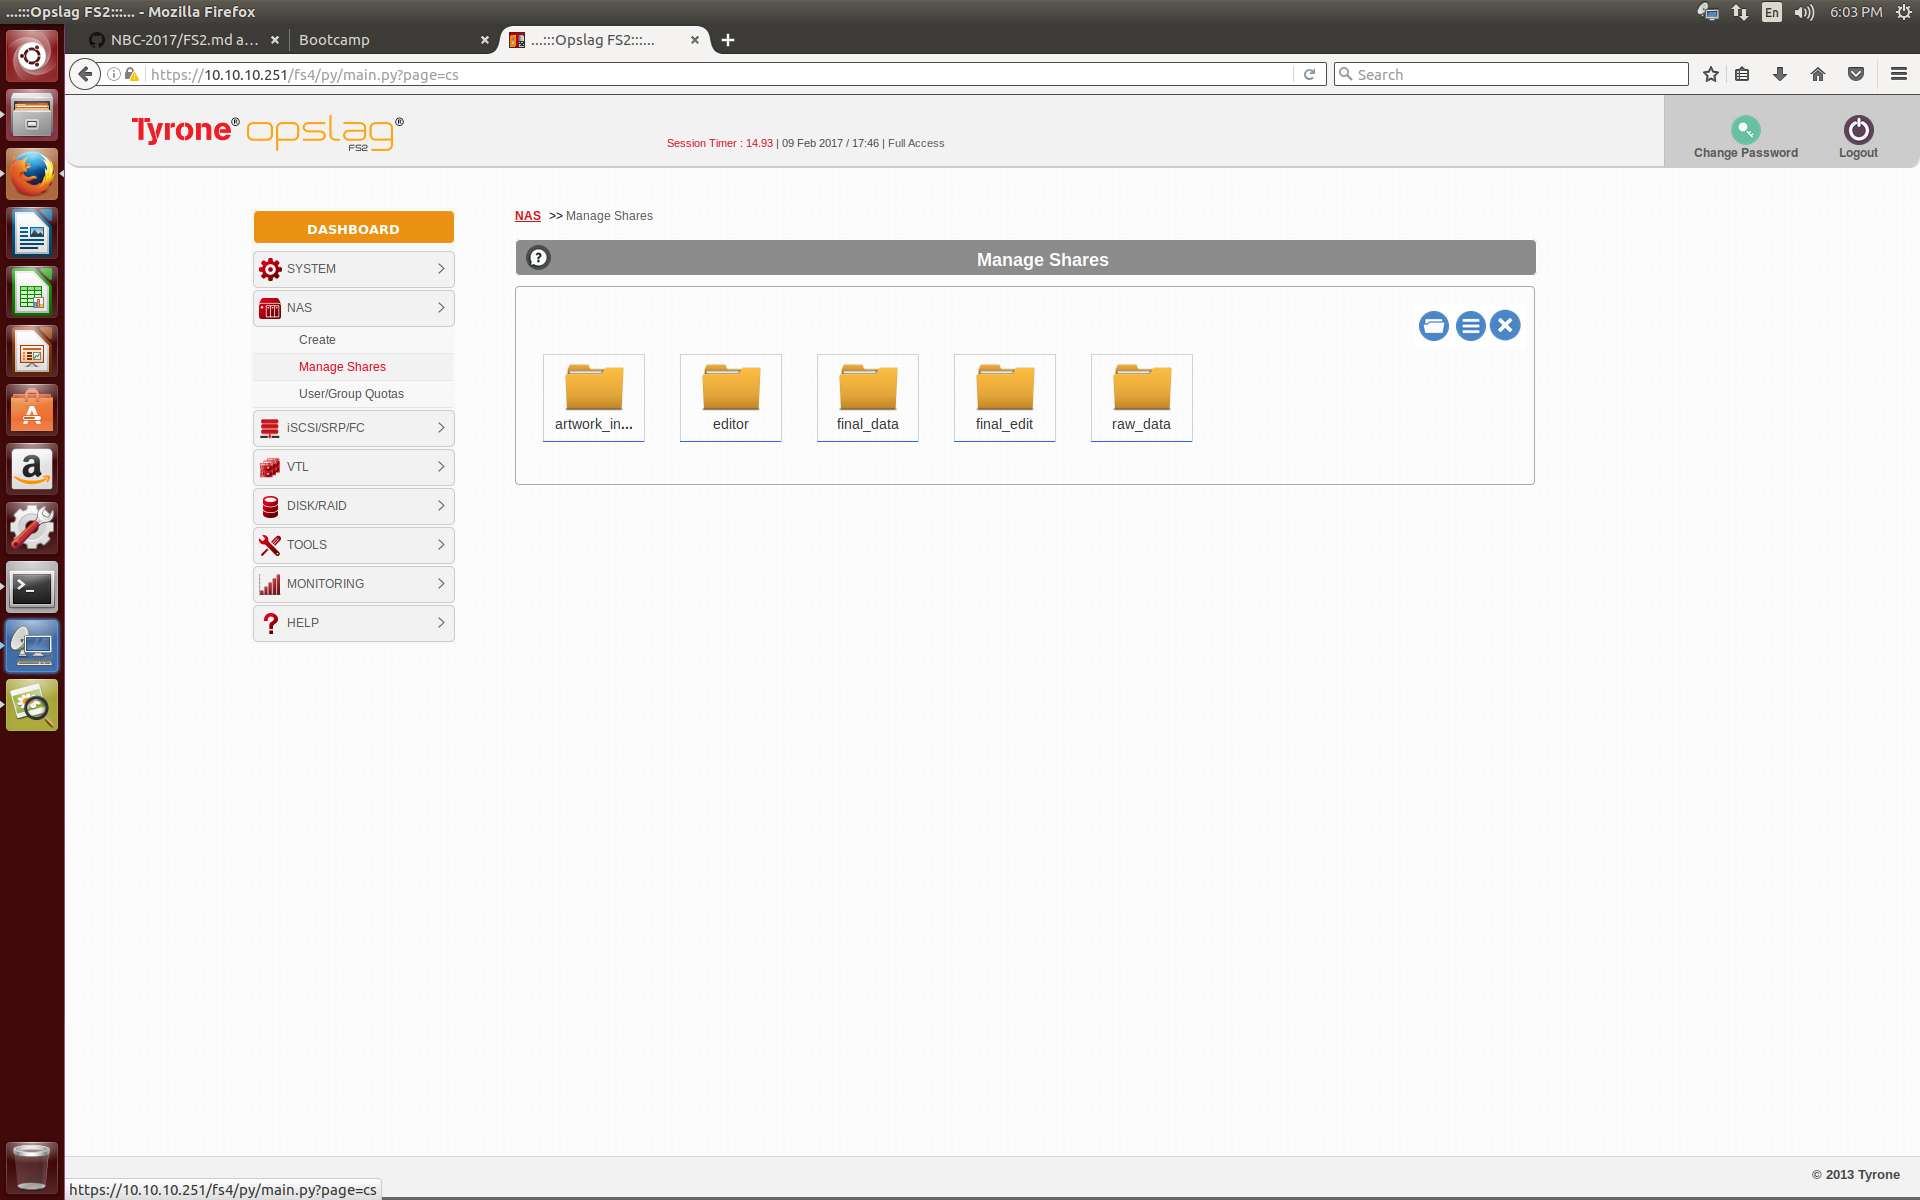 ...:::Opslag FS2:::... - Mozilla Firefox
En
6:03 PM
NBC-2017/FS2.md a...
Bootcamp
...:::Opslag FS2:::...
https://10.10.10.251/fs4/py/main.py?page=cs
Search
Tyrone® opslag®
FS2
Session Timer : 14.93 | 09 Feb 2017 / 17:46 | Full Access
Change Password
Logout
DASHBOARD
SYSTEM
NAS
Create
Manage Shares
User/Group Quotas
iSCSI/SRP/FC
VTL
DISK/RAID
TOOLS
MONITORING
HELP
NAS >> Manage Shares
Manage Shares
artwork_in...
editor
final_data
final_edit
raw_data
© 2013 Tyrone
https://10.10.10.251/fs4/py/main.py?page=cs